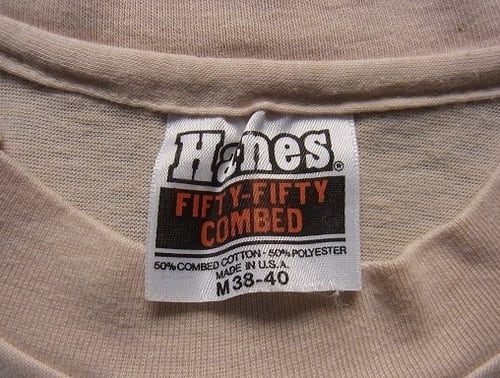 Hanes®
FIFTY-FIFTY
COMBED
50% COMBED COTTON - 50% POLYESTER
MADE IN U.S.A.
M 38-40